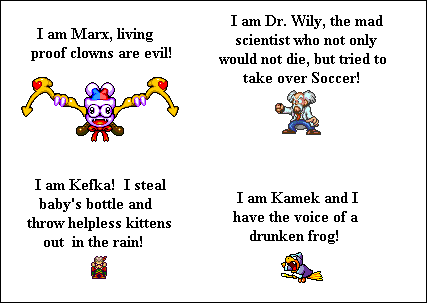 I am Marx, living
proof clowns are evil!
I am Dr. Wily, the mad
scientist who not only
would not die, but tried to
take over Soccer!
I am Kefka!  I steal
baby's bottle and
throw helpless kittens
out  in the rain!
I am Kamek and I
have the voice of a
drunken frog!